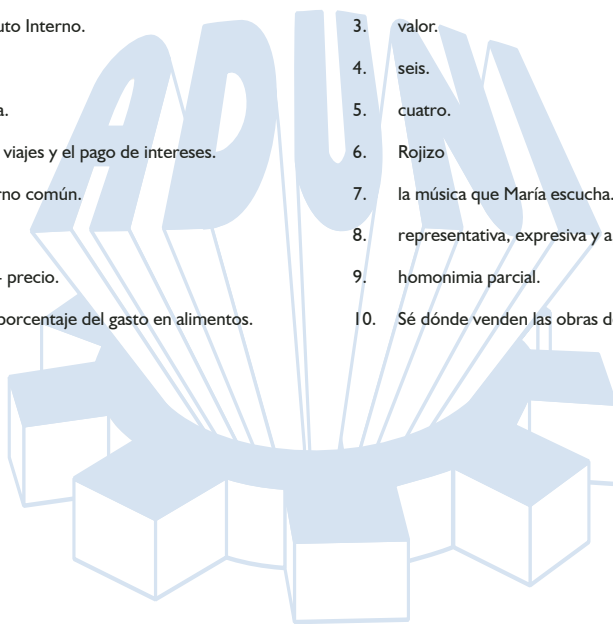 uto Interno.
a.
viajes y el pago de intereses.
rno común.
precio.
porcentaje del gasto en alimentos.
3. valor.
4. seis.
5. cuatro.
6. Rojizo
7. la música que María escucha.
8. representativa, expresiva y a
9. homonimia parcial.
10. Sé dónde venden las obras d
ADUNI